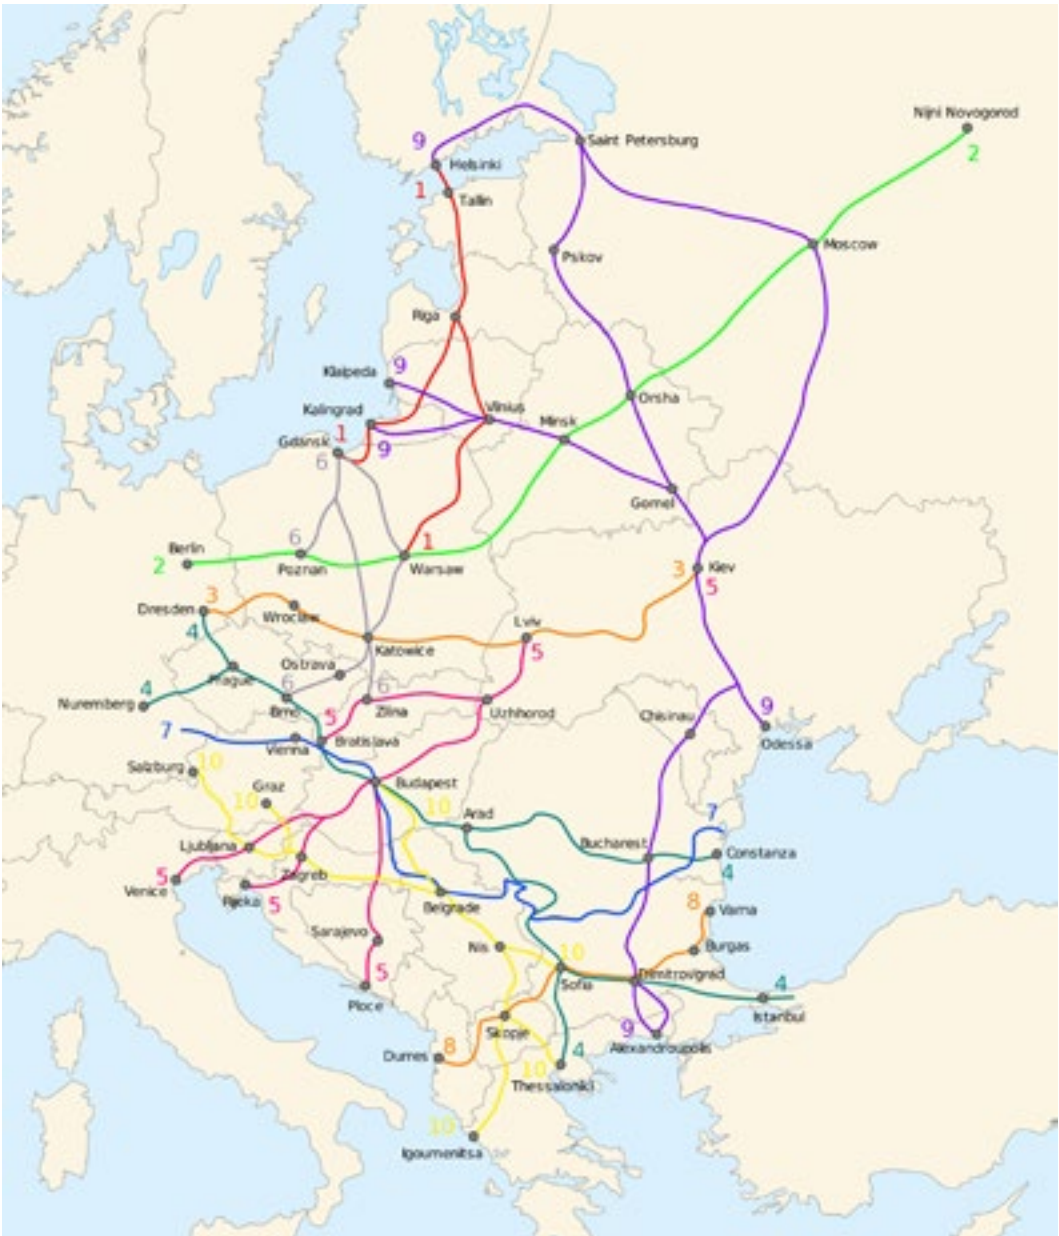 Nijni Novogorod
9
Saint Petersburg
2
Helsinki
1
Tallin
Moscow
Pskov
Riga
Klaipeda
9
Orsha
Kalingrad
Vilnius
Minsk
1
Gdansk
9
6
Gomel
6
1
Berlin
2
Poznan
Warsaw
3
Kiev
5
3
Dresden
Wroclaw
Lviv
4
Katowice
5
Ostrava
Prague
4
6
6
Nuremberg
Brno
Zilina
Uzhhorod
9
5
Chisinau
7
Bratislava
Odessa
Vienna
Salzburg
10
Budapest
Graz
10
10
Arad
7
Ljubljana
Bucharest
Constanza
5
Zagreb
4
Venice
Rijeka
5
Belgrade
8
Varna
Sarajevo
Nis
10
Burgas
5
Sofia
Dimitrovgrad
4
Ploce
Istanbul
Skopje
9
8
4
Alexandroupolis
Durres
10
Thessaloniki
10
Igoumenitsa